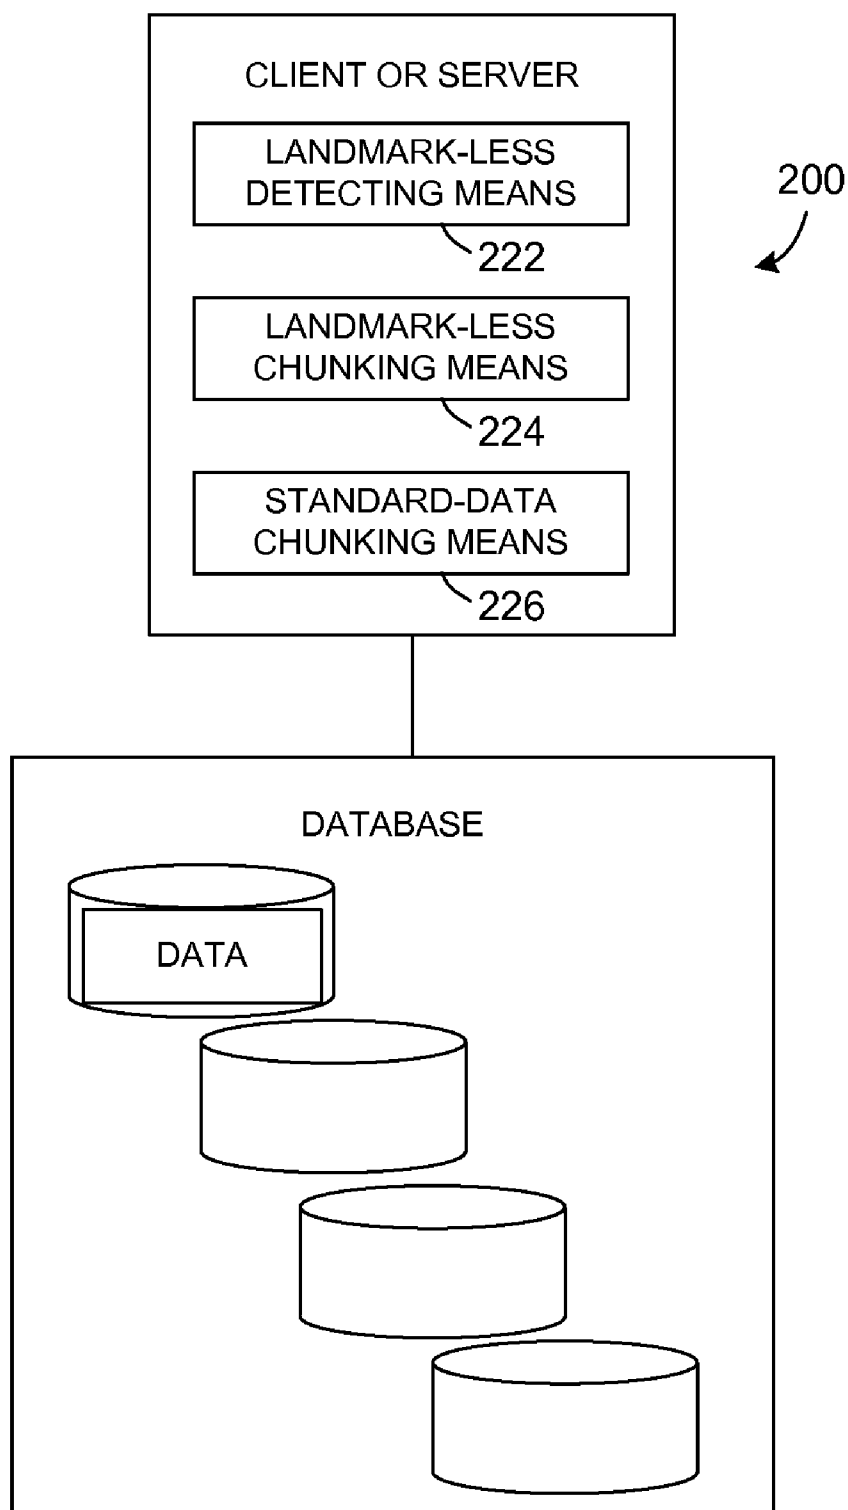 CLIENT OR SERVER
LANDMARK-LESS
DETECTING MEANS
222
200
LANDMARK-LESS
CHUNKING MEANS
224
STANDARD-DATA
CHUNKING MEANS
226
DATABASE
DATA